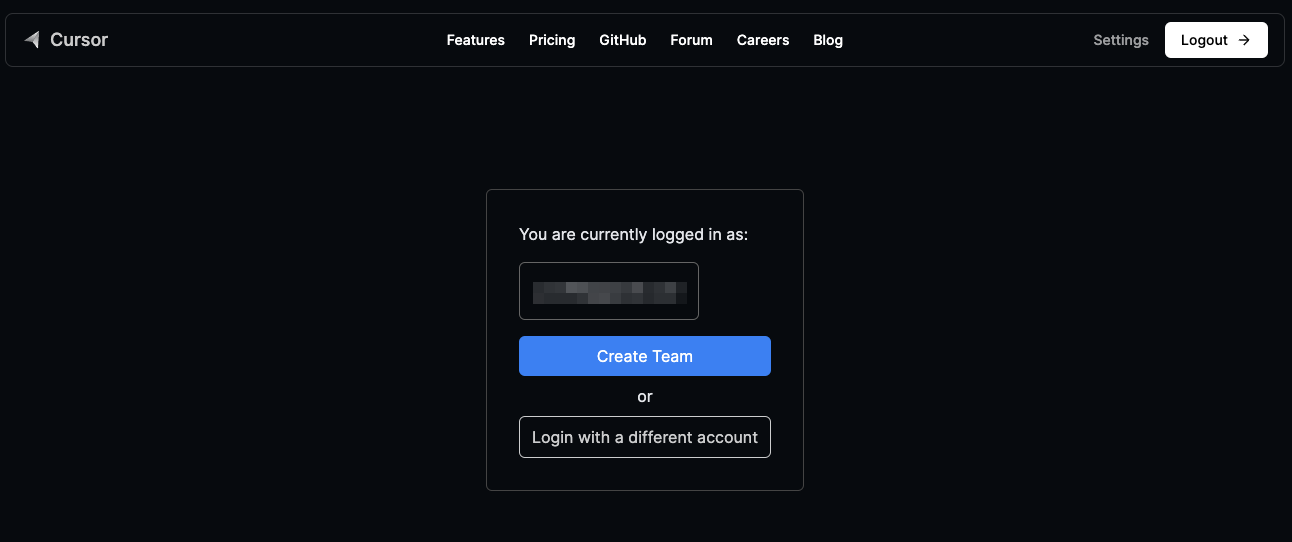 Cursor
Features Pricing GitHub Forum Careers Blog
Settings Logout
You are currently logged in as:
Create Team
or
Login with a different account